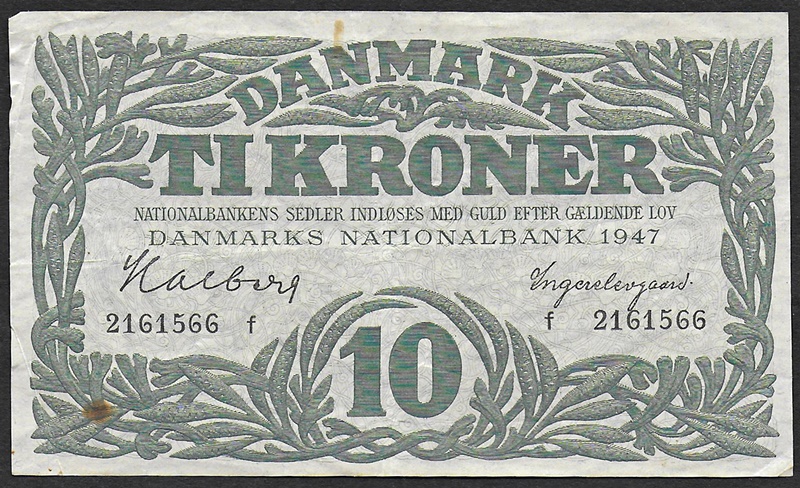 DANMARK
TI KRONER
NATIONALBANKENS SEDLER INDLØSES MED GULD EFTER GÆLDENDE LOV
DANMARKS NATIONALBANK 1947
Halberg Ingerslevgaard.
2161566 f f 2161566
10